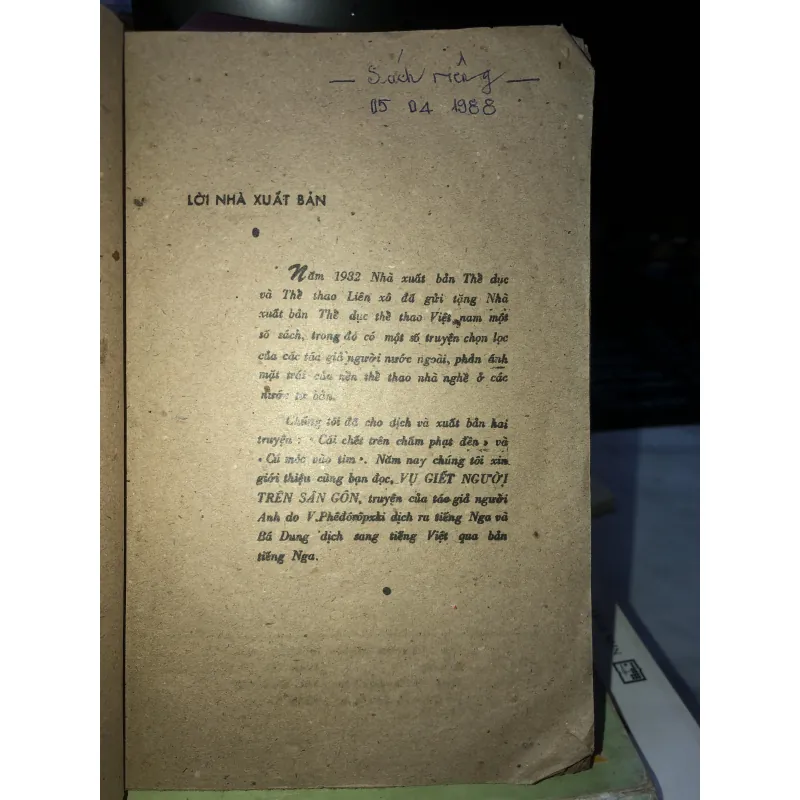 — Sách riêng —
05 04 1988
LỜI NHÀ XUẤT BẢN
Năm 1982 Nhà xuất bản Thể dục
và Thể thao Liên xô đã gửi tặng Nhà
xuất bản Thể dục thể thao Việt nam một
số sách, trong đó có một số truyện chọn lọc
của các tác giả người nước ngoài, phản ánh
mặt trái của nền thể thao nhà nghề ở các
nước tư bản.
Chúng tôi đã cho dịch và xuất bản hai
truyện : « Cái chết trên chấm phạt đền » và
« Cú móc vào tim ». Năm nay chúng tôi xin
giới thiệu cùng bạn đọc, VỤ GIẾT NGƯỜI
TRÊN SÂN GÔN, truyện của tác giả người
Anh do V.Phêđôrôpxki dịch ra tiếng Nga và
Bá Dung dịch sang tiếng Việt qua bản
tiếng Nga.